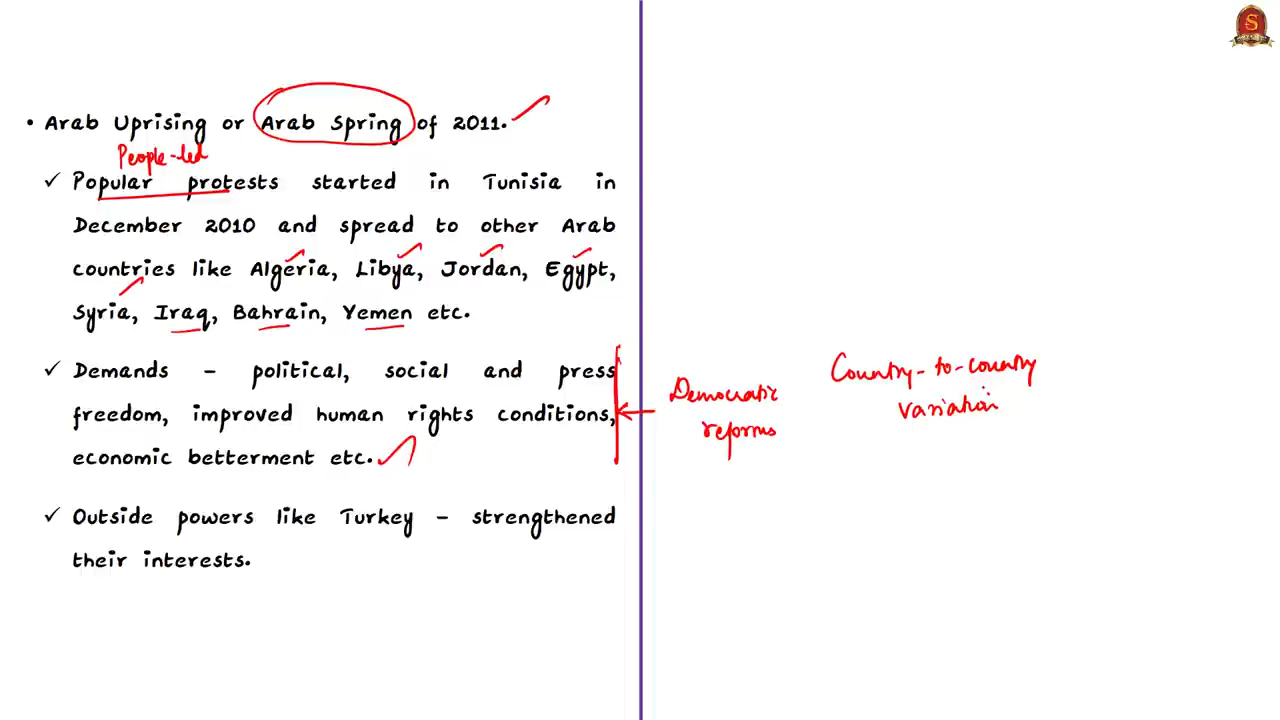 • Arab Uprising or Arab Spring of 2011.
People-led
✓ Popular protests started in Tunisia in
December 2010 and spread to other Arab
countries like Algeria, Libya, Jordan, Egypt,
Syria, Iraq, Bahrain, Yemen etc.
✓ Demands – political, social and press
freedom, improved human rights conditions,
economic betterment etc.
✓ Outside powers like Turkey – strengthened
their interests.
Democratic
reforms
Country-to-country
variation
S